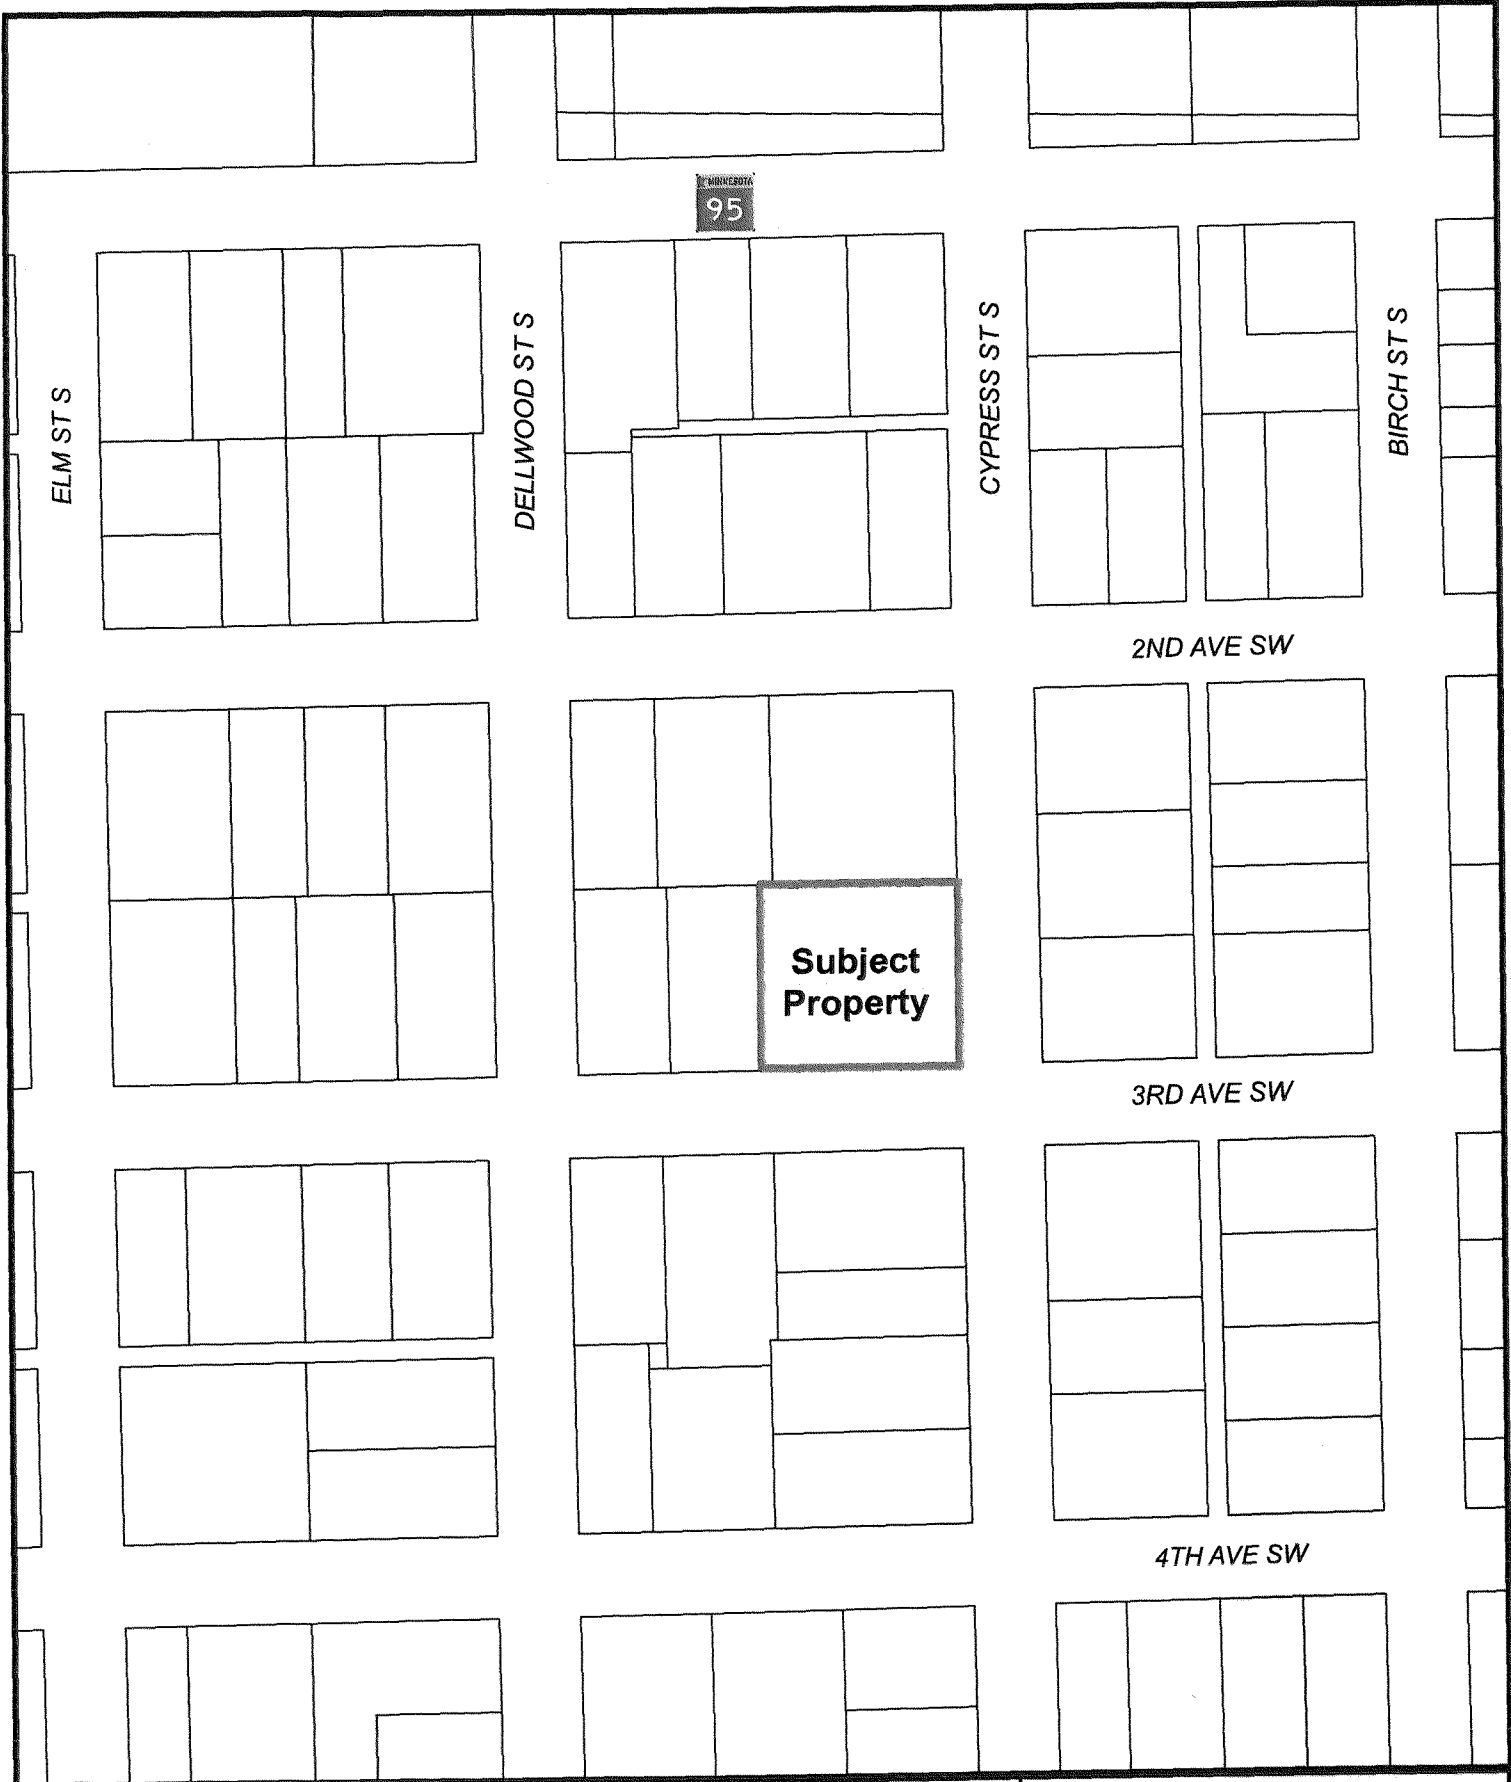 MINNESOTA
95
ELM ST S
DELLWOOD ST S
CYPRESS ST S
BIRCH ST S
2ND AVE SW
Subject
Property
3RD AVE SW
4TH AVE SW